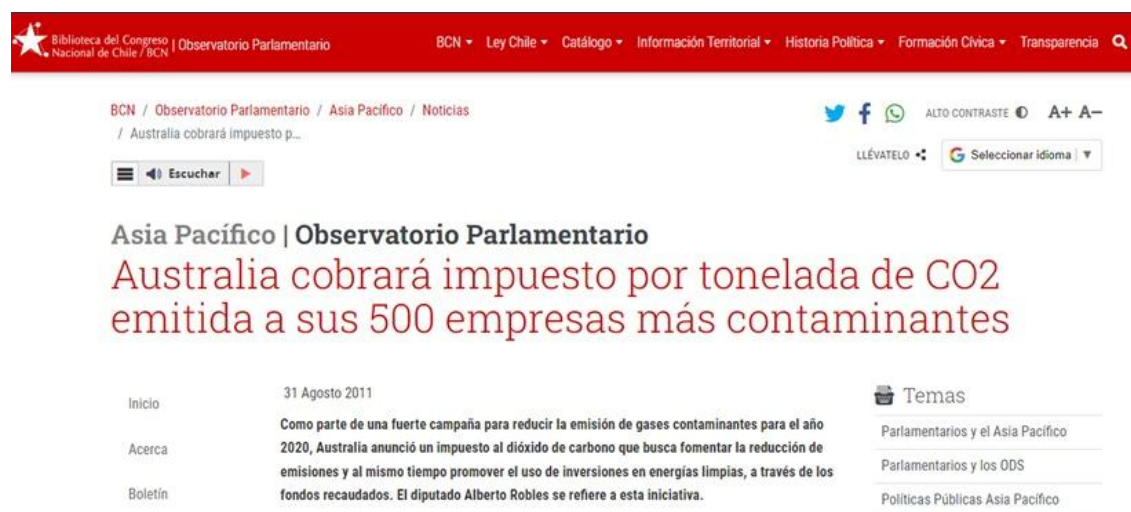 Biblioteca del Congreso
Nacional de Chile / BCN
| Observatorio Parlamentario
BCN Ley Chile Catálogo Información Territorial Historia Política Formación Cívica Transparencia
BCN / Observatorio Parlamentario / Asia Pacífico / Noticias
/ Australia cobrará impuesto p...
ALTO CONTRASTE A+ A−
LLÉVATELO G Seleccionar idioma
Escuchar
Asia Pacífico | Observatorio Parlamentario
Australia cobrará impuesto por tonelada de CO2
emitida a sus 500 empresas más contaminantes
Inicio
Acerca
Boletín
31 Agosto 2011
Como parte de una fuerte campaña para reducir la emisión de gases contaminantes para el año
2020, Australia anunció un impuesto al dióxido de carbono que busca fomentar la reducción de
emisiones y al mismo tiempo promover el uso de inversiones en energías limpias, a través de los
fondos recaudados. El diputado Alberto Robles se refiere a esta iniciativa.
Temas
Parlamentarios y el Asia Pacífico
Parlamentarios y los ODS
Políticas Públicas Asia Pacífico